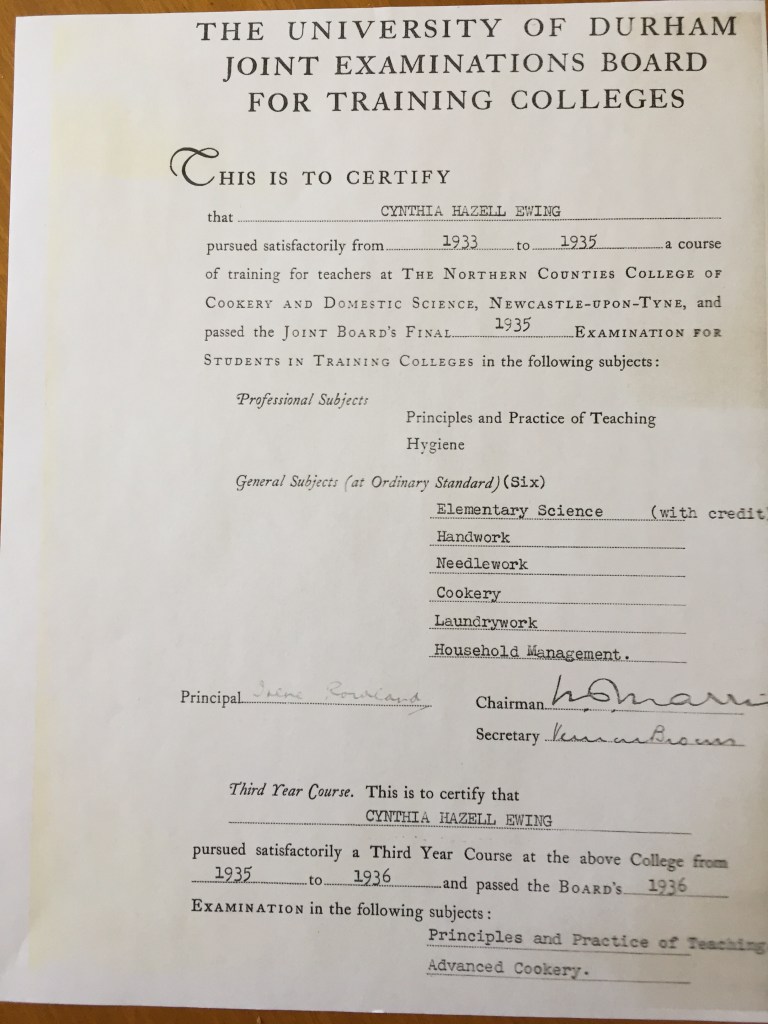 THE UNIVERSITY OF DURHAM
JOINT EXAMINATIONS BOARD
FOR TRAINING COLLEGES
THIS IS TO CERTIFY
that CYNTHIA HAZELL EWING
pursued satisfactorily from 1933 to 1935 a course
of training for teachers at THE NORTHERN COUNTIES COLLEGE OF
COOKERY AND DOMESTIC SCIENCE, NEWCASTLE-UPON-TYNE, and
passed the JOINT BOARD'S FINAL 1935 EXAMINATION FOR
STUDENTS IN TRAINING COLLEGES in the following subjects:
Professional Subjects
Principles and Practice of Teaching
Hygiene
General Subjects (at Ordinary Standard) (Six)
Elementary Science (with credit
Handwork
Needlework
Cookery
Laundrywork
Household Management.
Principal Irene Rowland Chairman
Secretary
Third Year Course. This is to certify that
CYNTHIA HAZELL EWING
pursued satisfactorily a Third Year Course at the above College from
1935 to 1936 and passed the BOARD'S 1936
EXAMINATION in the following subjects:
Principles and Practice of Teaching
Advanced Cookery.